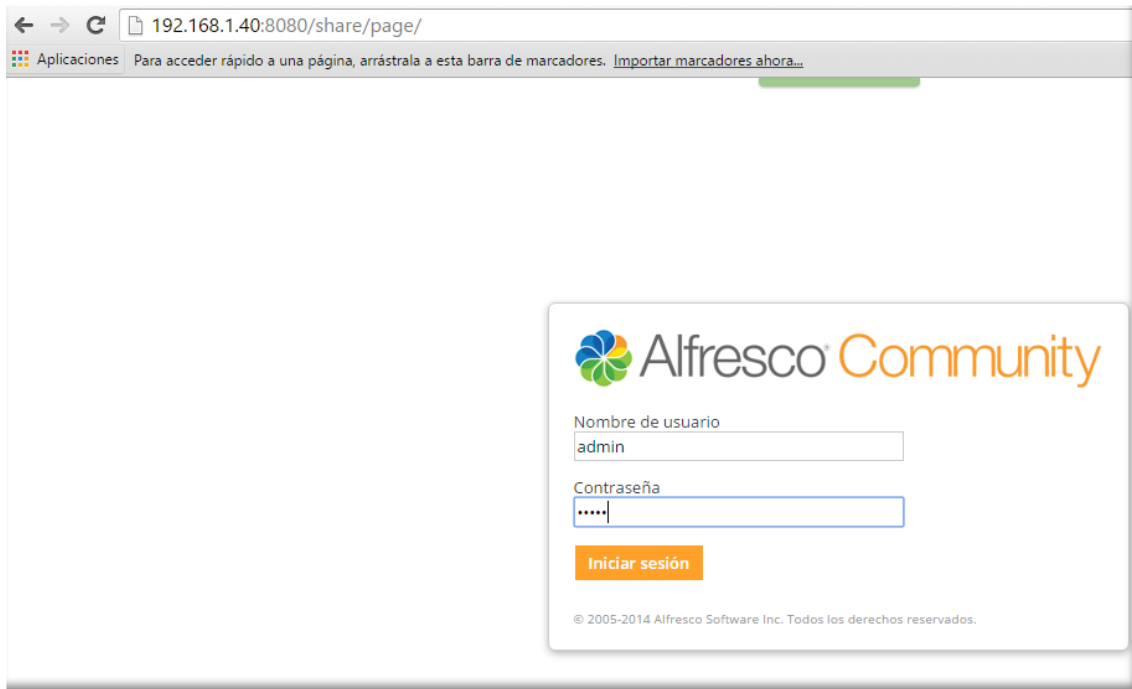 192.168.1.40:8080/share/page/
Aplicaciones Para acceder rápido a una página, arrástrala a esta barra de marcadores. Importar marcadores ahora...
Alfresco® Community
Nombre de usuario
admin
Contraseña
•••••
Iniciar sesión
© 2005-2014 Alfresco Software Inc. Todos los derechos reservados.